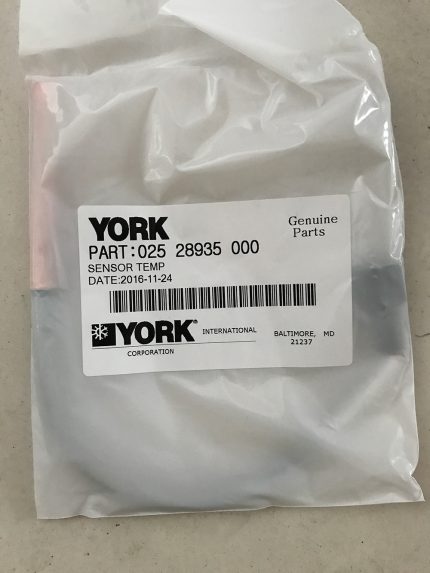 YORK
Genuine
Parts
PART:025 28935 000
SENSOR TEMP
DATE:2016-11-24
YORK®
INTERNATIONAL
CORPORATION
BALTIMORE, MD
21237